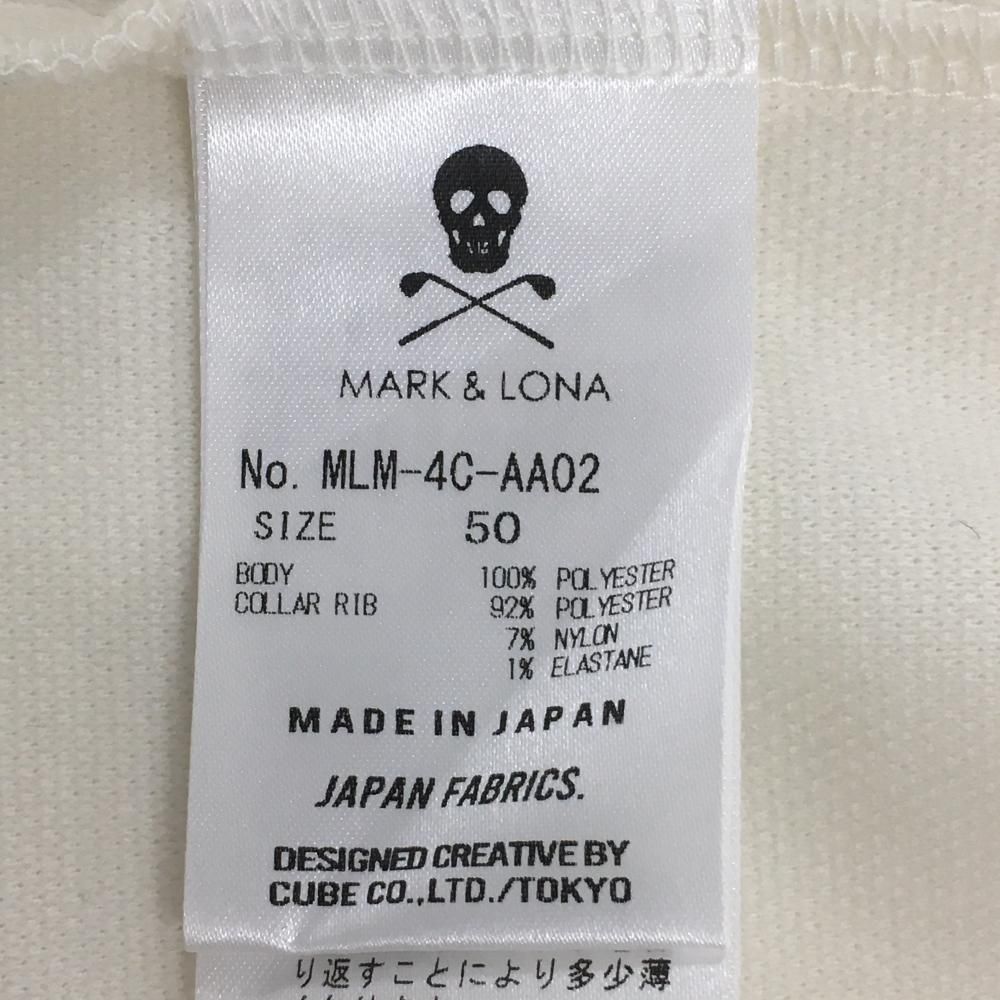 MARK & LONA
No. MLM-4C-AA02
SIZE 50
BODY 100% POLYESTER
COLLAR RIB 92% POLYESTER
7% NYLON
1% ELASTANE
MADE IN JAPAN
JAPAN FABRICS.
DESIGNED CREATIVE BY
CUBE CO.,LTD./TOKYO
り返すことにより多少薄